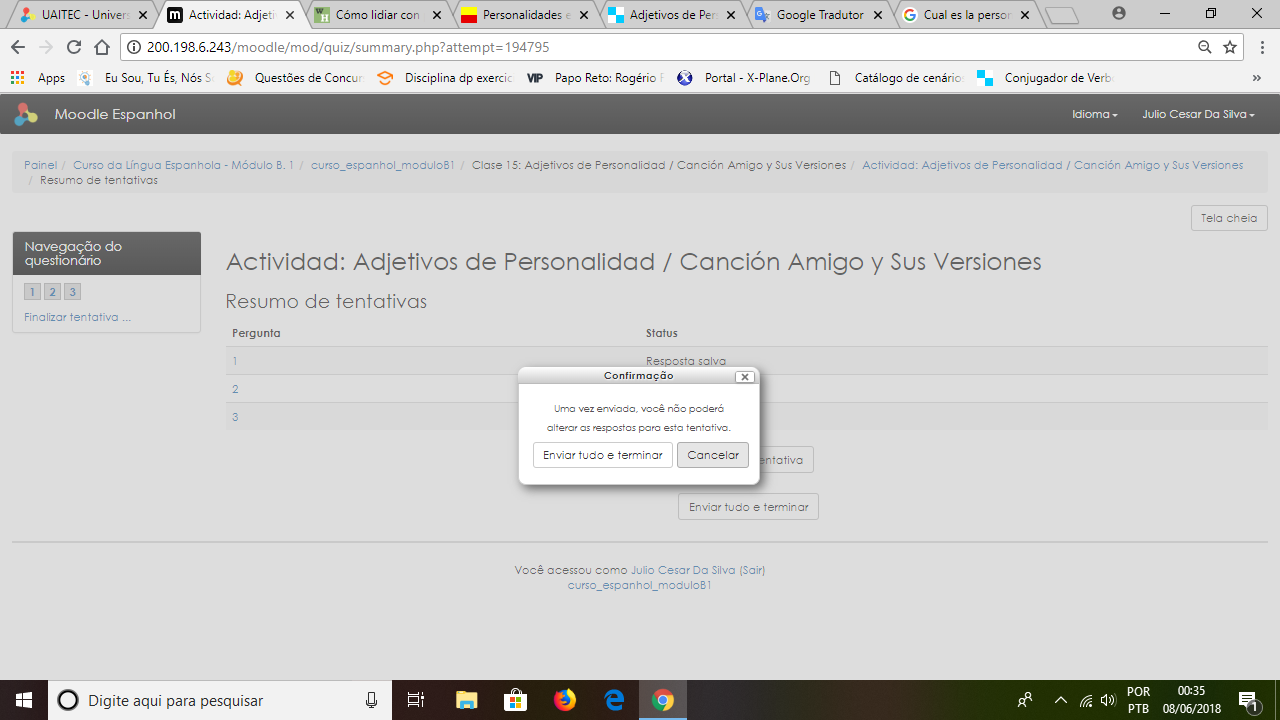 UAITEC - Univers
Actividad: Adjeti
Cómo lidiar con
Personalidades e
Adjetivos de Per
Google Tradutor
Cual es la person
200.198.6.243/moodle/mod/quiz/summary.php?attempt=194795
Apps
Eu Sou, Tu És, Nós S
Questões de Concur
Disciplina dp exercic
VIP Papo Reto: Rogério F
Portal - X-Plane.Org
Catálogo de cenário
Conjugador de Verb
»
Moodle Espanhol
Idioma
Julio Cesar Da Silva
Painel / Curso da Língua Espanhola - Módulo B. 1 / curso_espanhol_moduloB1 / Clase 15: Adjetivos de Personalidad / Canción Amigo y Sus Versiones / Actividad: Adjetivos de Personalidad / Canción Amigo y Sus Versiones
/ Resumo de tentativas
Tela cheia
Navegação do
questionário
1 2 3
Finalizar tentativa ...
Actividad: Adjetivos de Personalidad / Canción Amigo y Sus Versiones
Resumo de tentativas
Pergunta Status
1 Resposta salva
2
3
Confirmação
Uma vez enviada, você não poderá
alterar as respostas para esta tentativa.
Enviar tudo e terminar Cancelar
entativa
Enviar tudo e terminar
Você acessou como Julio Cesar Da Silva (Sair)
curso_espanhol_moduloB1
Digite aqui para pesquisar
POR
PTB
00:35
08/06/2018
1